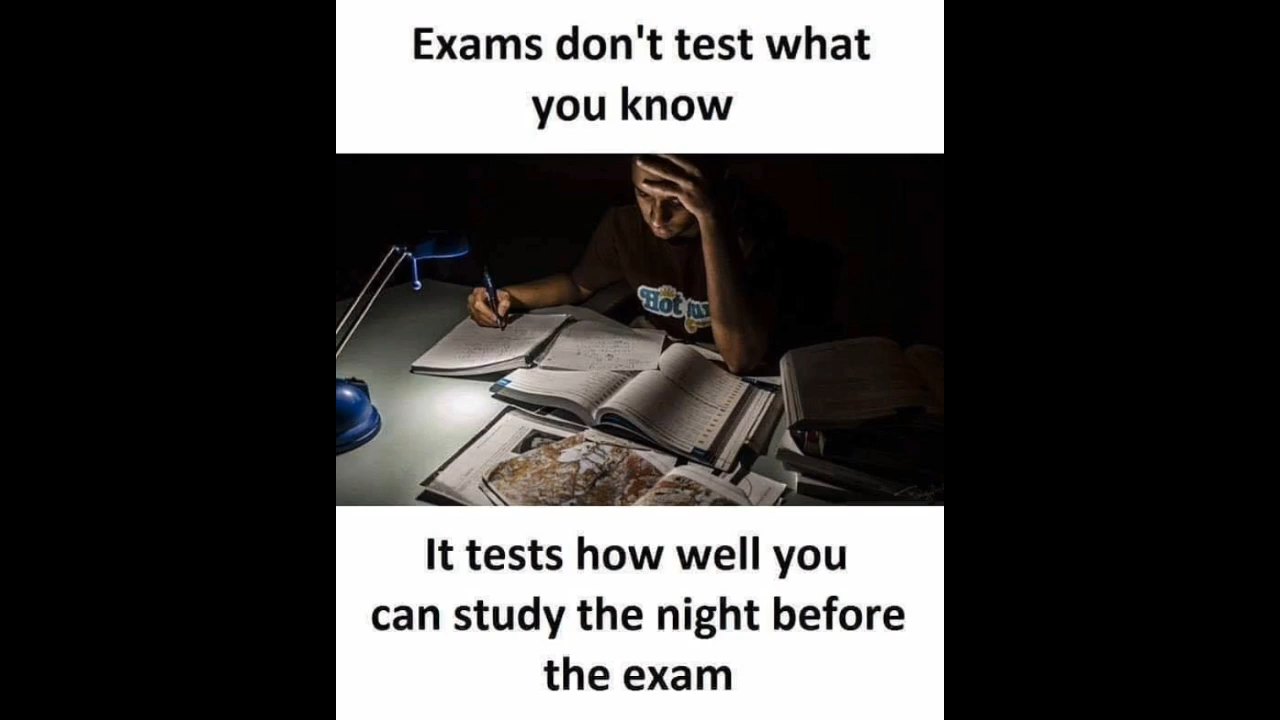 Exams don't test what
you know
Hot
It tests how well you
can study the night before
the exam